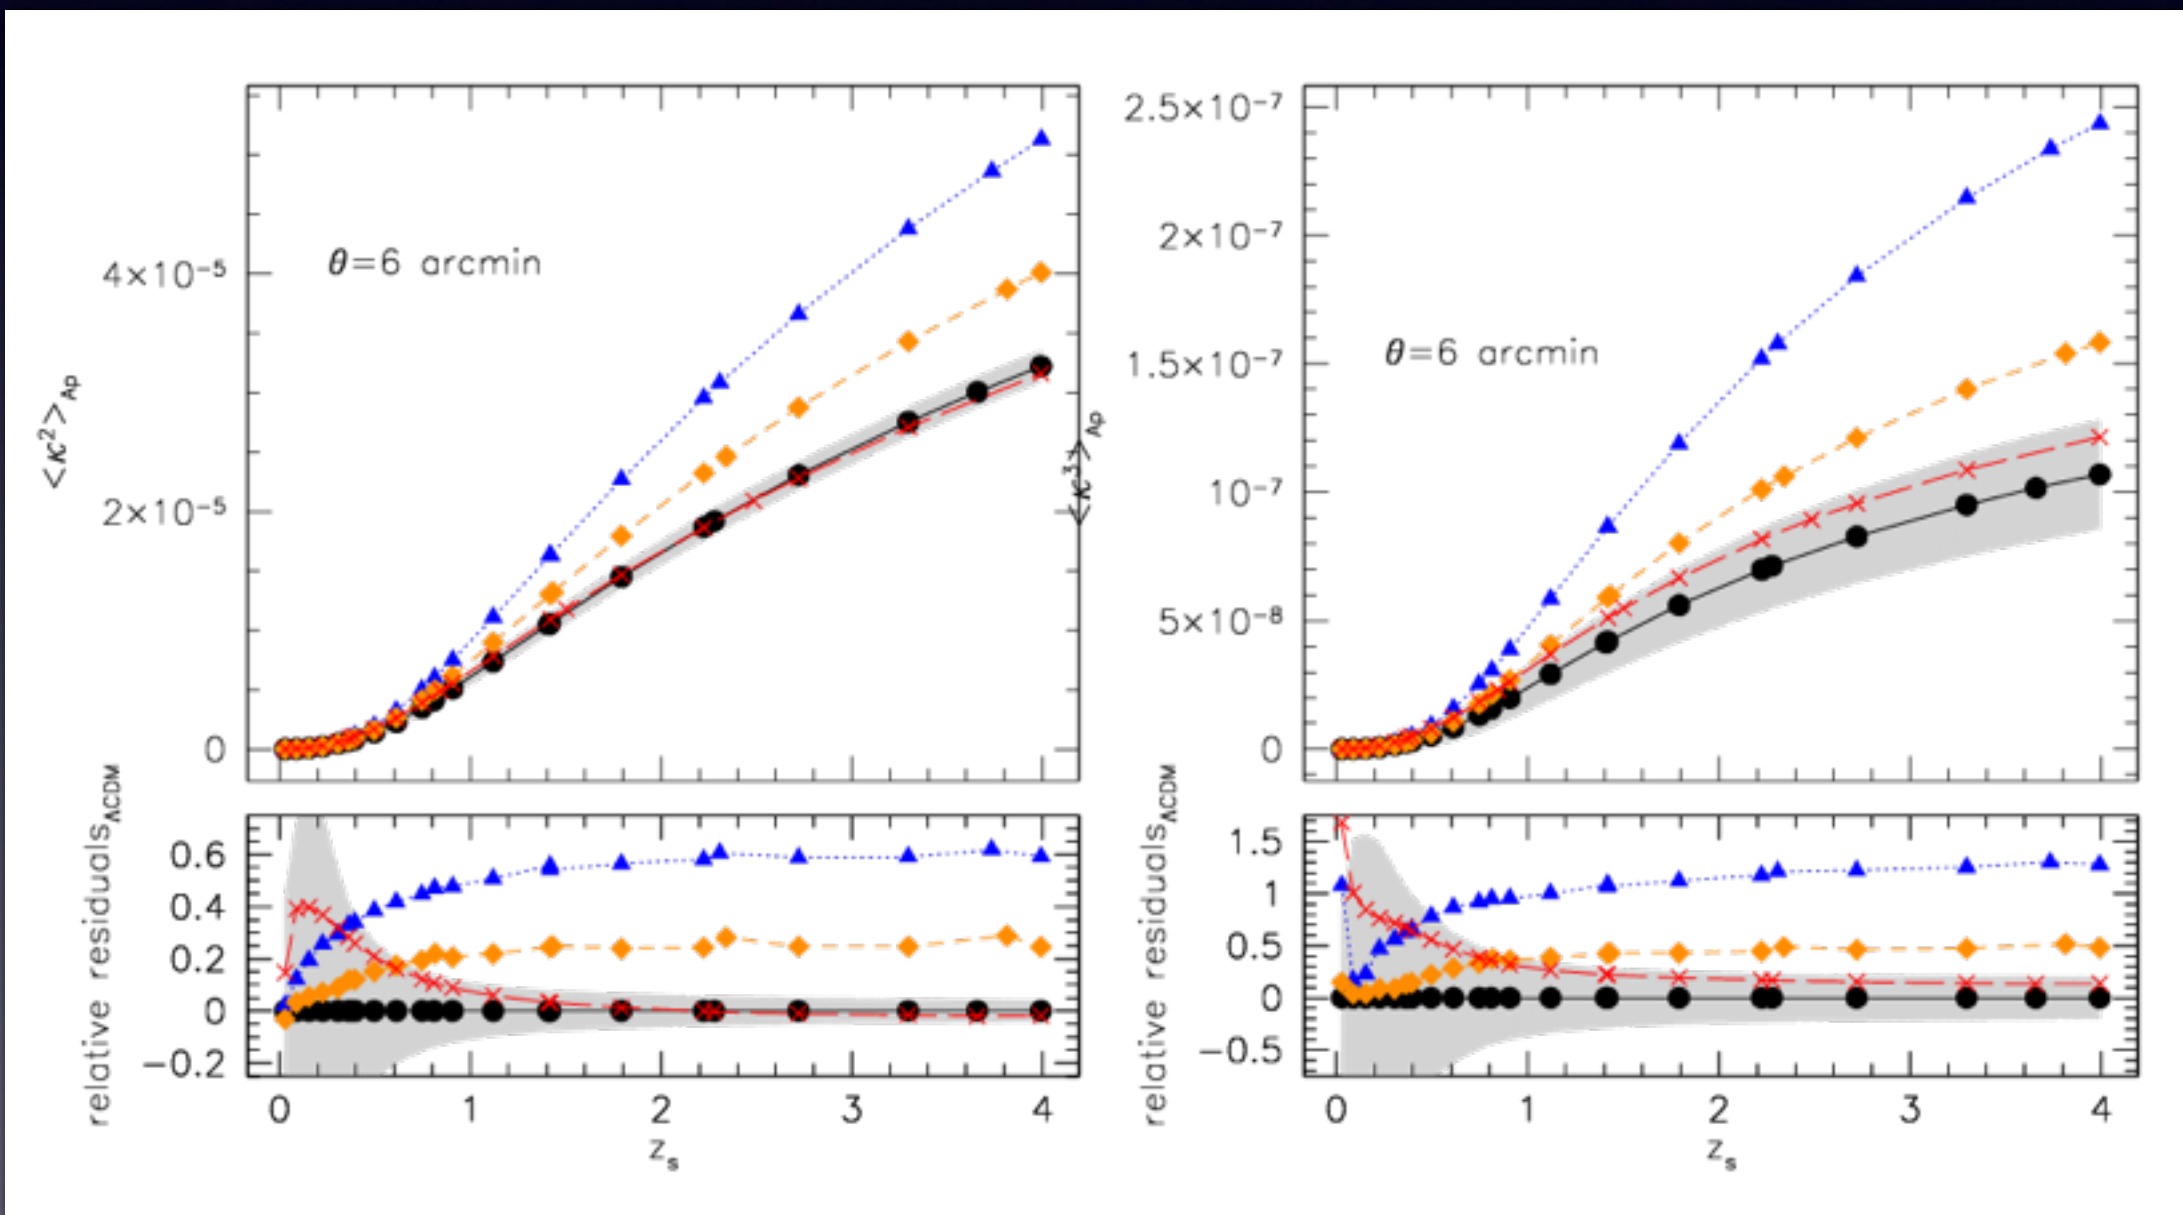 <κ²>Ap
θ=6 arcmin
4×10⁻⁵
2×10⁻⁵
0
relative residualsΛCDM
0.6
0.4
0.2
0
−0.2
0 1 2 3 4
zₛ
<κ³>Ap
θ=6 arcmin
2.5×10⁻⁷
2×10⁻⁷
1.5×10⁻⁷
10⁻⁷
5×10⁻⁸
0
relative residualsΛCDM
1.5
1
0.5
0
−0.5
0 1 2 3 4
zₛ